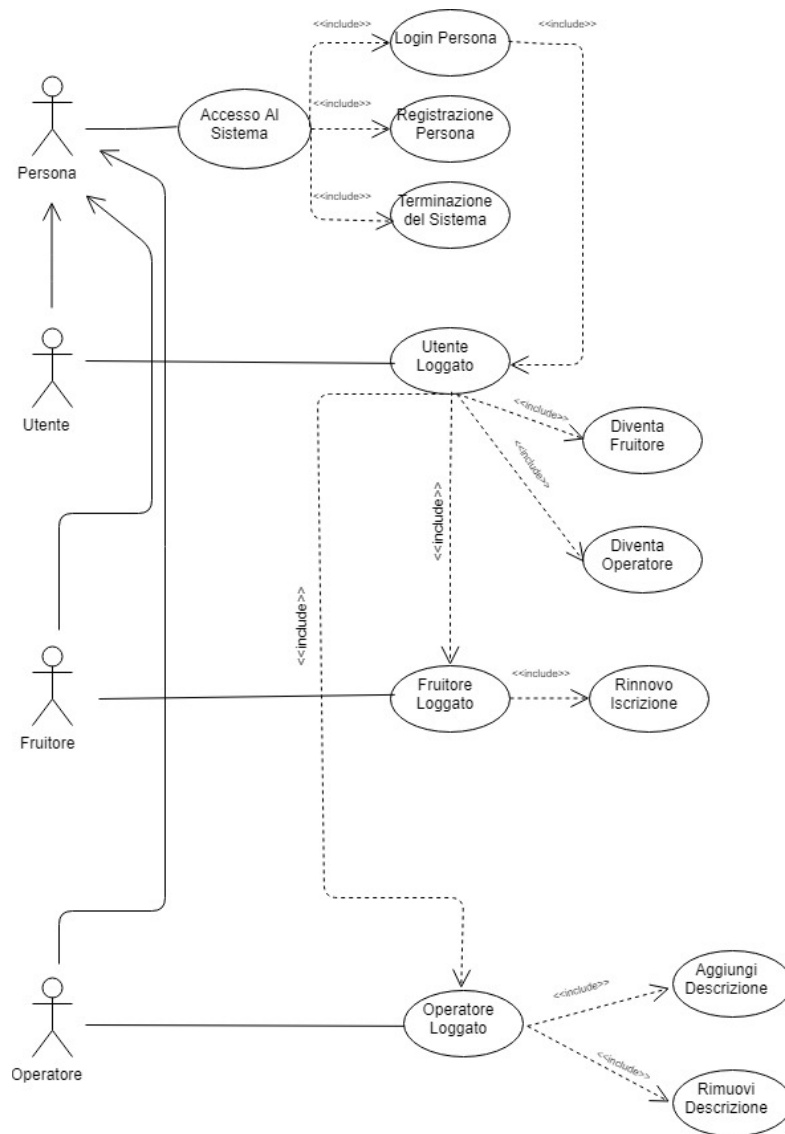 <<include>>
Login Persona
<<include>>
Accesso Al
Sistema
<<include>>
Registrazione
Persona
Persona
<<include>>
Terminazione
del Sistema
Utente
Loggato
Utente
<<include>>
Diventa
Fruitore
<<include>>
<<include>>
Diventa
Operatore
<<include>>
Fruitore
Loggato
<<include>>
Rinnovo
Iscrizione
Fruitore
Operatore
Loggato
<<include>>
Aggiungi
Descrizione
Operatore
<<include>>
Rimuovi
Descrizione